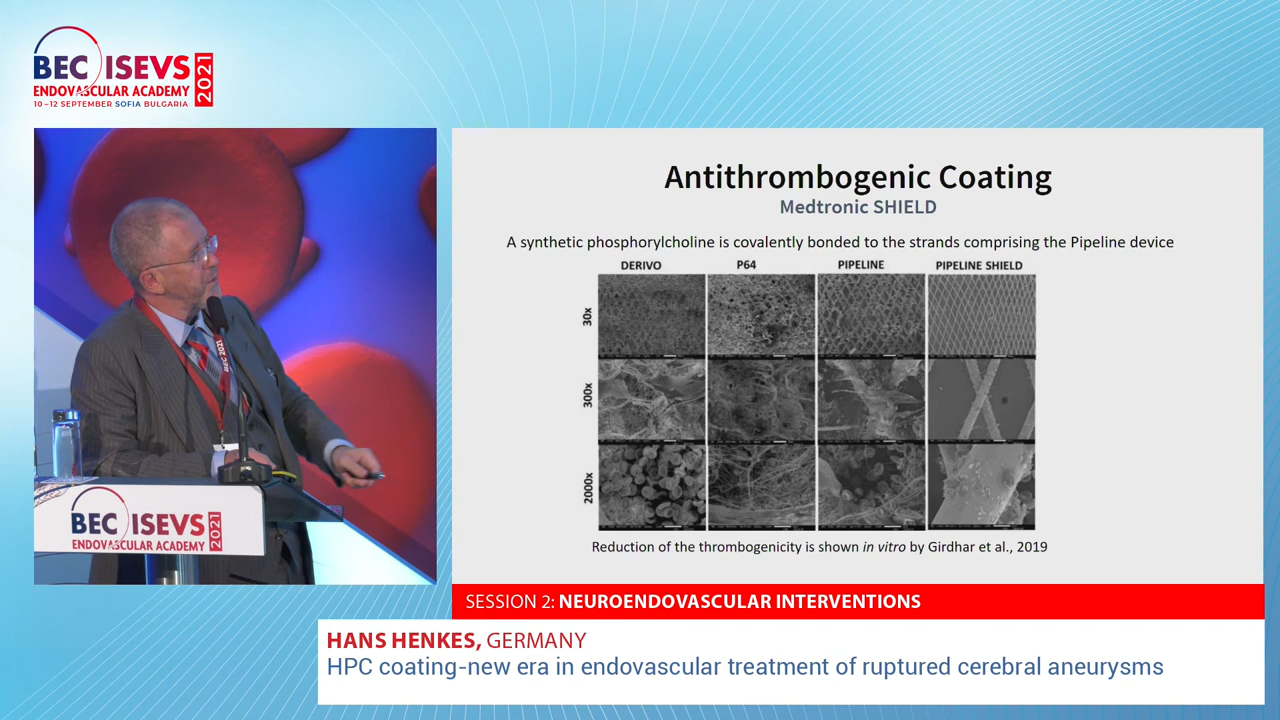 BEC ISEVS
ENDOVASCULAR ACADEMY
2021
10-12 SEPTEMBER SOFIA BULGARIA
BEC 2021
BEC ISEVS
ENDOVASCULAR ACADEMY
2021
Antithrombogenic Coating
Medtronic SHIELD
A synthetic phosphorylcholine is covalently bonded to the strands comprising the Pipeline device
DERIVO P64 PIPELINE PIPELINE SHIELD
30x
300x
2000x
Reduction of the thrombogenicity is shown in vitro by Girdhar et al., 2019
SESSION 2: NEUROENDOVASCULAR INTERVENTIONS
HANS HENKES, GERMANY
HPC coating-new era in endovascular treatment of ruptured cerebral aneurysms